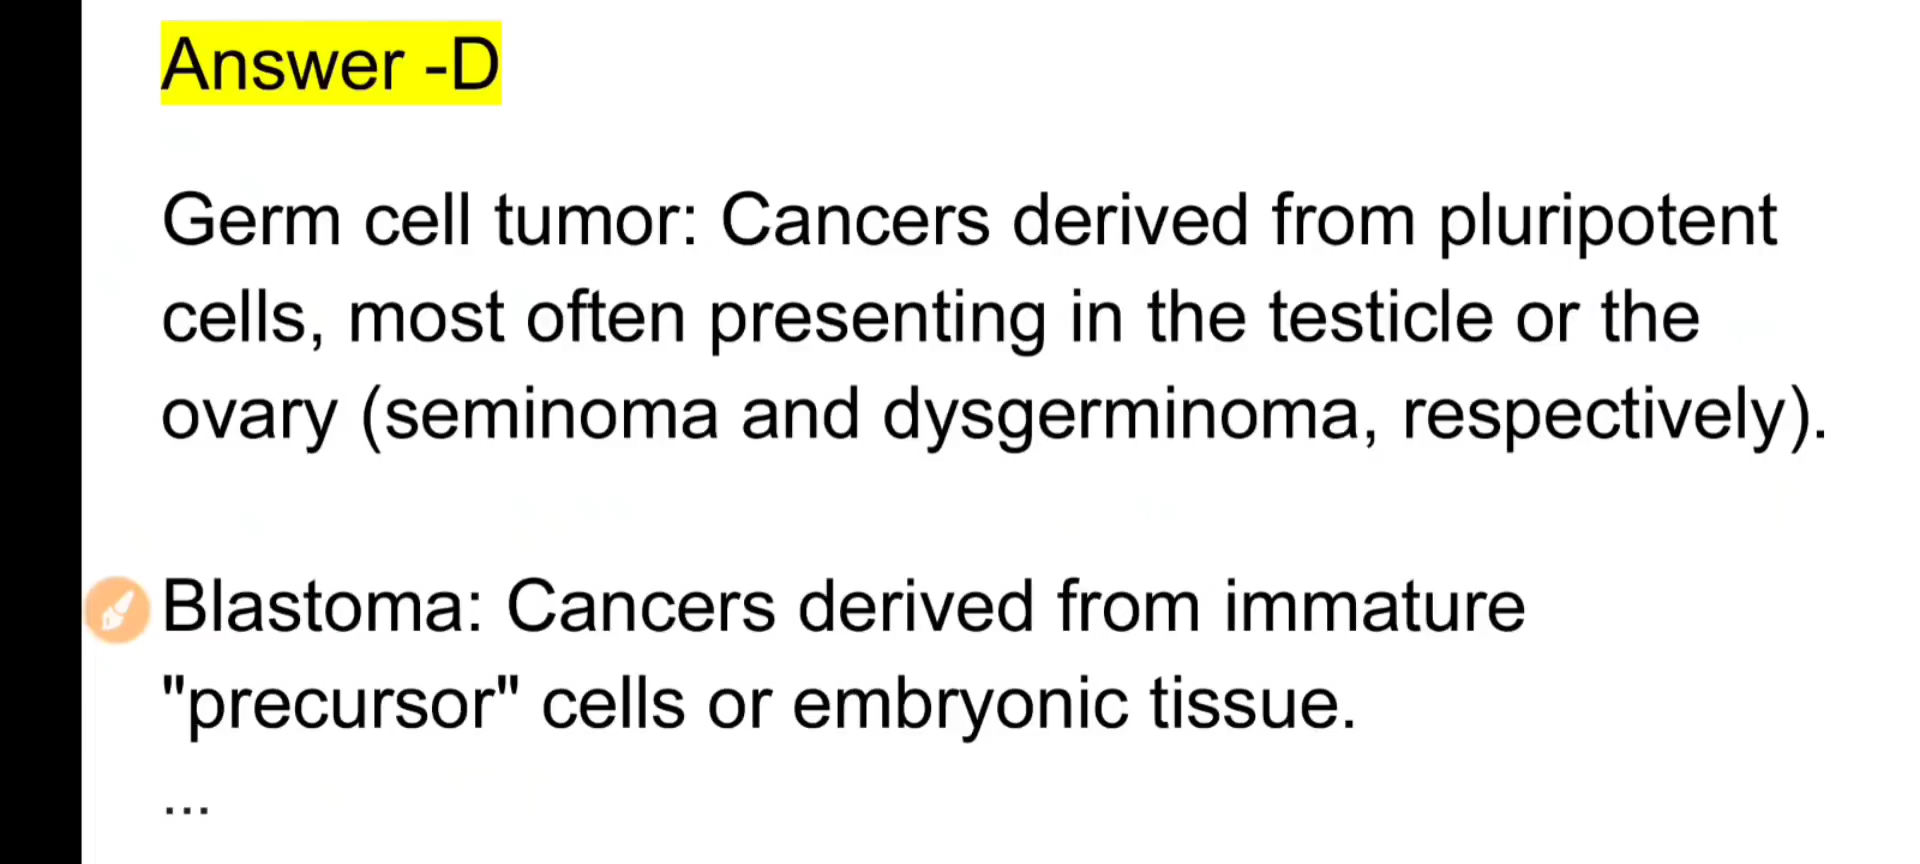 Answer -D
Germ cell tumor: Cancers derived from pluripotent
cells, most often presenting in the testicle or the
ovary (seminoma and dysgerminoma, respectively).
Blastoma: Cancers derived from immature
"precursor" cells or embryonic tissue.
...